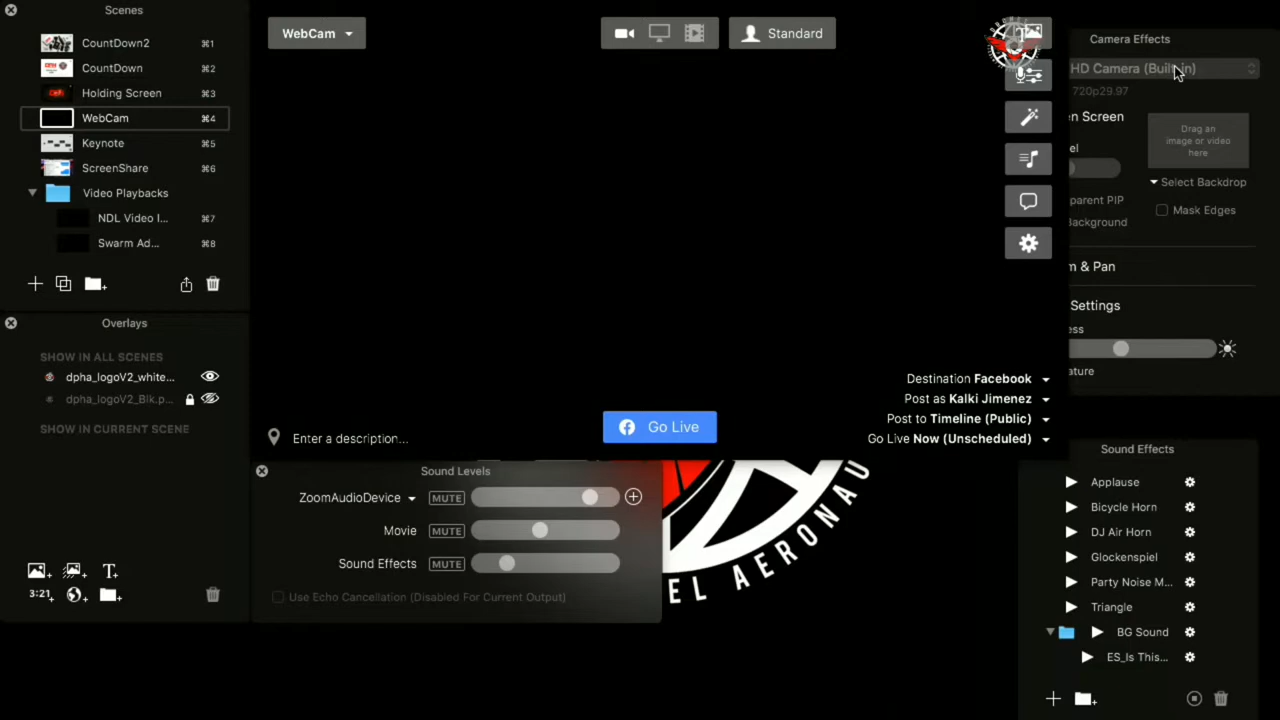 Scenes
CountDown2 ⌘1
CountDown ⌘2
Holding Screen ⌘3
WebCam ⌘4
Keynote ⌘5
ScreenShare ⌘6
Video Playbacks
NDL Video I... ⌘7
Swarm Ad... ⌘8
Overlays
SHOW IN ALL SCENES
dpha_logoV2_white...
dpha_logoV2_Blk.p...
SHOW IN CURRENT SCENE
T+
3:21+
WebCam
Standard
Destination Facebook
Post as Kalki Jimenez
Post to Timeline (Public)
Go Live Now (Unscheduled)
Enter a description...
Go Live
Sound Levels
ZoomAudioDevice MUTE
Movie MUTE
Sound Effects MUTE
Use Echo Cancellation (Disabled For Current Output)
EL AERONAU
Camera Effects
HD Camera (Built-in)
720p29.97
en Screen
Drag an
image or video
here
el
Select Backdrop
parent PIP
Mask Edges
Background
m & Pan
Settings
ess
ature
Sound Effects
Applause
Bicycle Horn
DJ Air Horn
Glockenspiel
Party Noise M...
Triangle
BG Sound
ES_Is This...